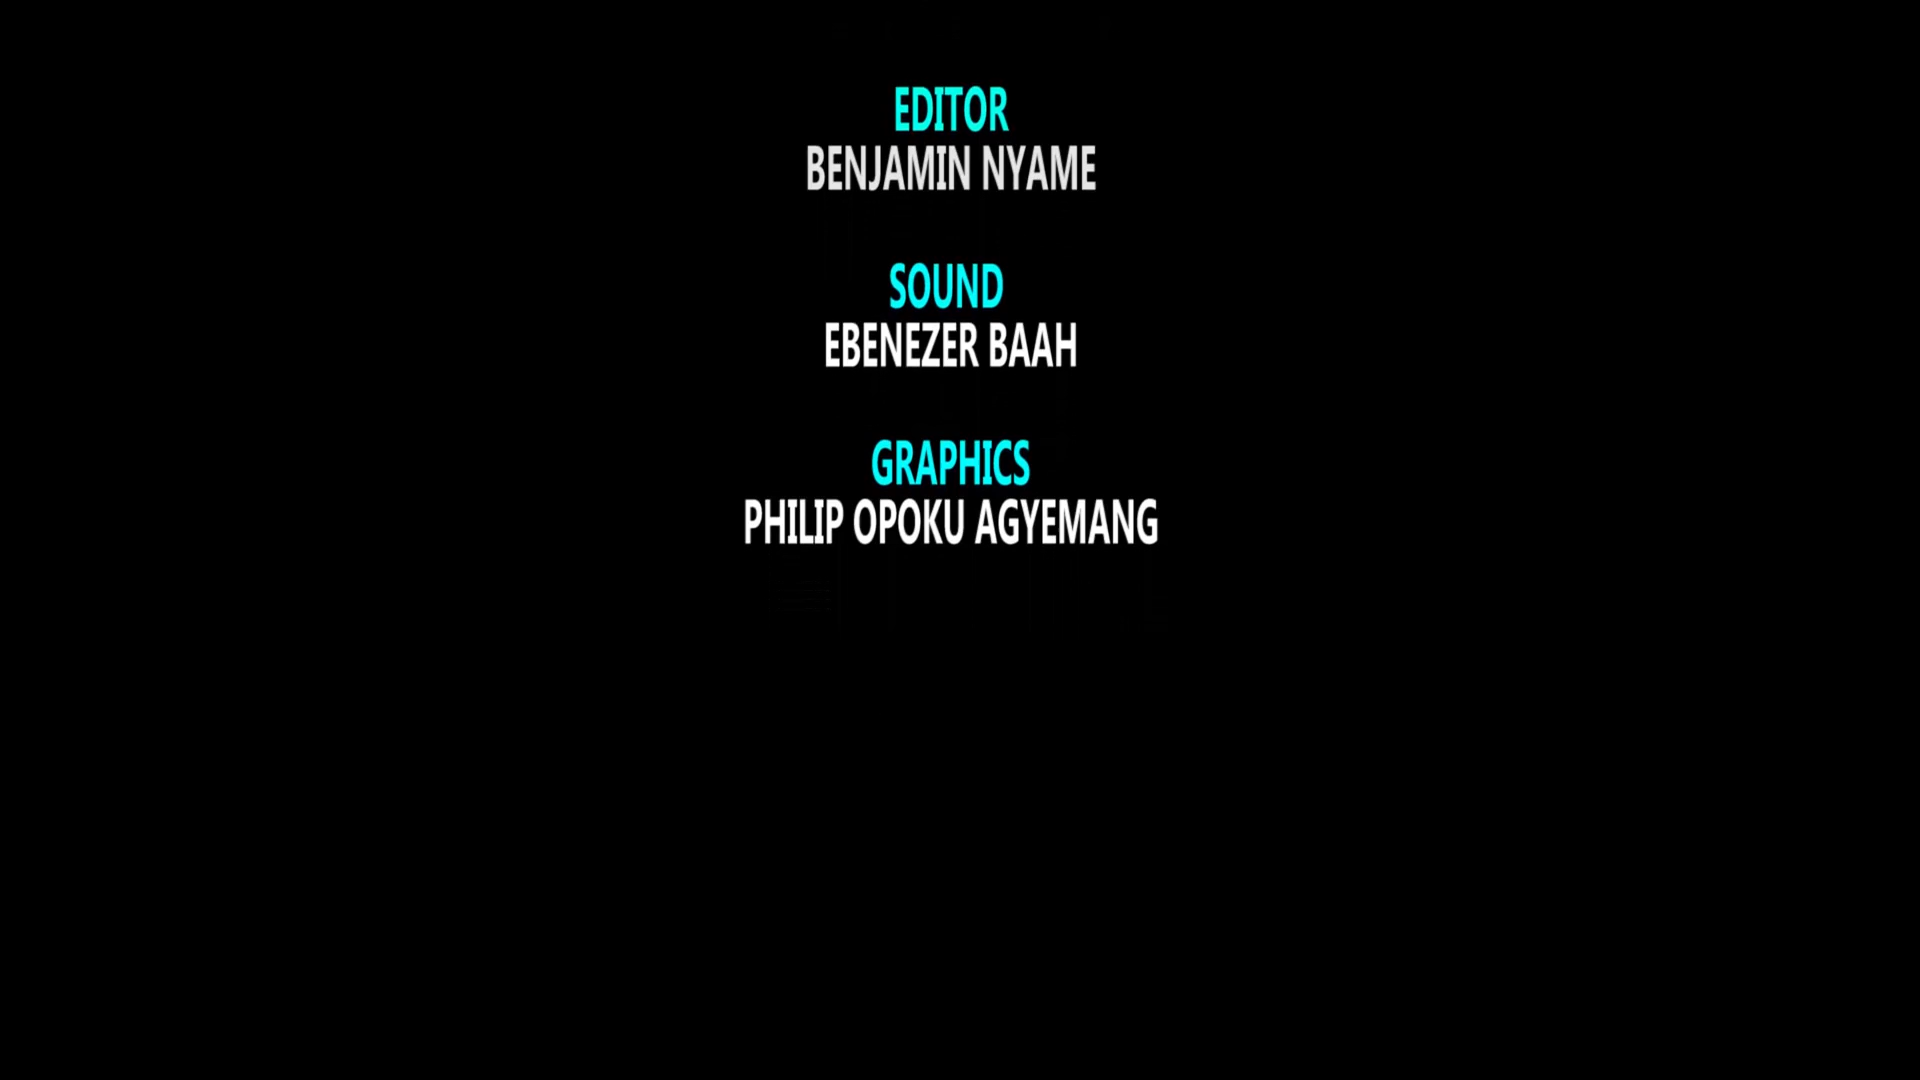 EDITOR
BENJAMIN NYAME
SOUND
EBENEZER BAAH
GRAPHICS
PHILIP OPOKU AGYEMANG